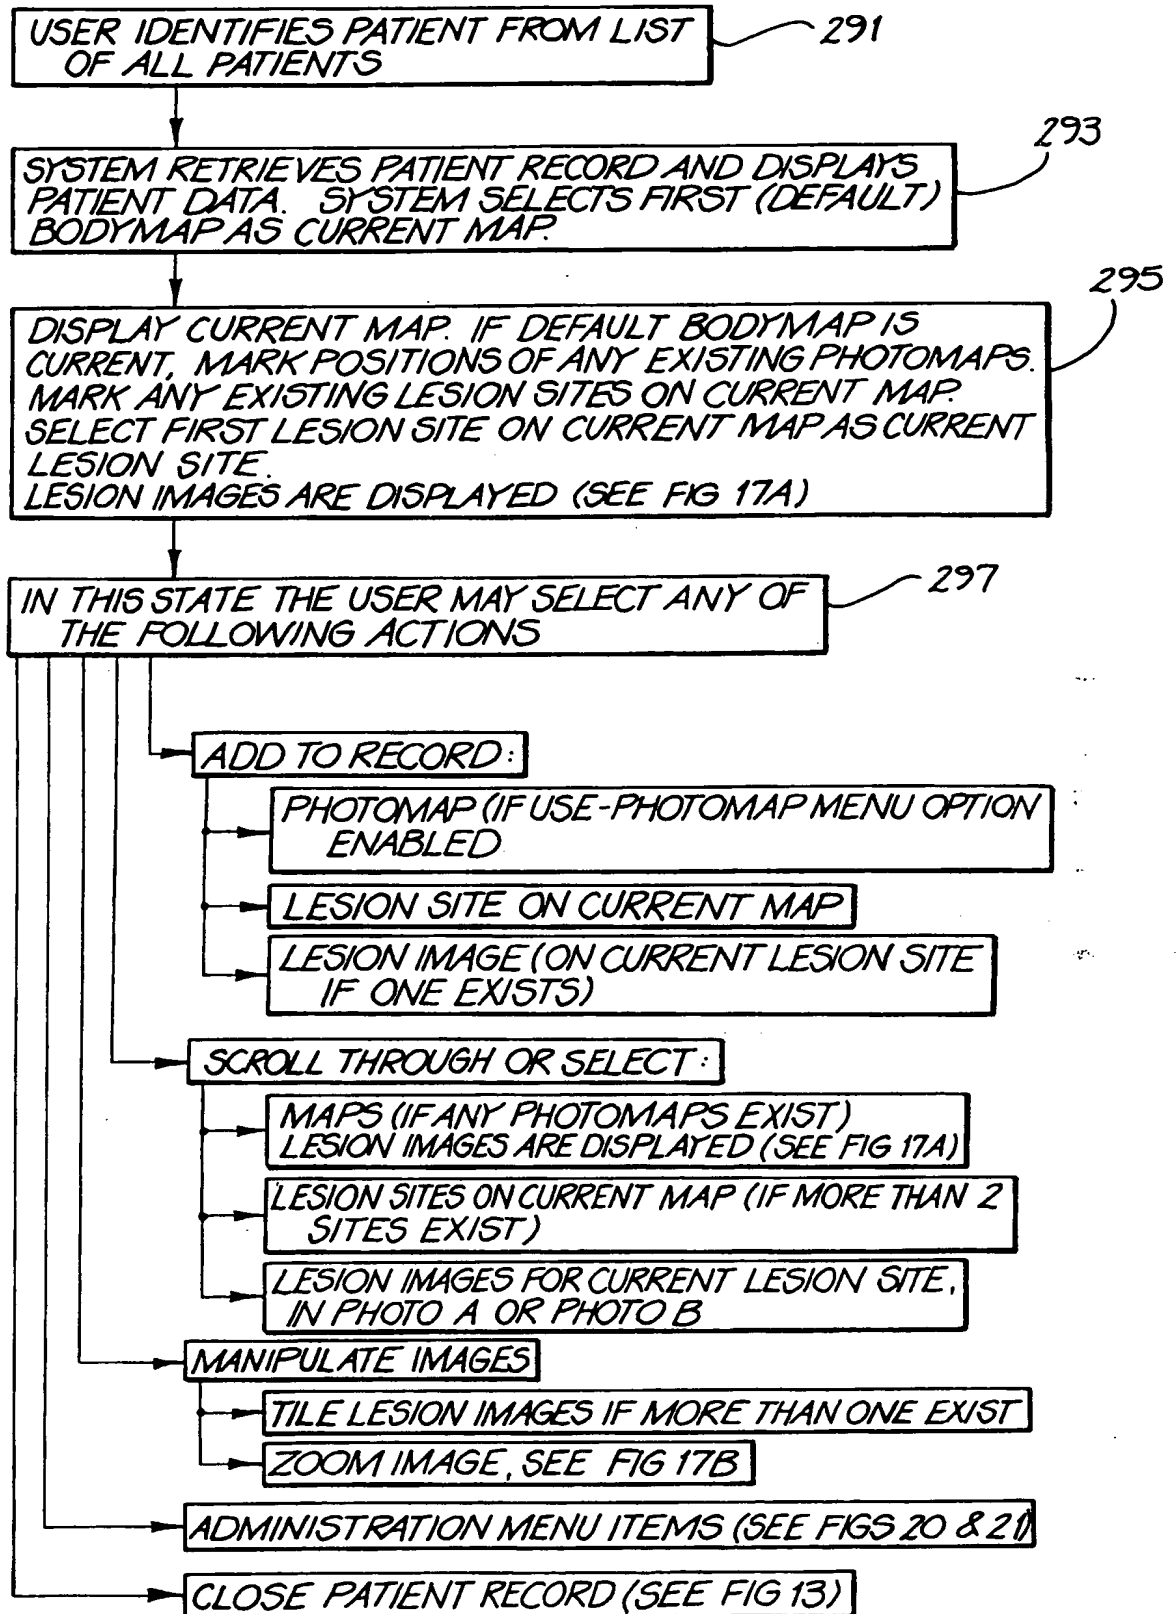 USER IDENTIFIES PATIENT FROM LIST
OF ALL PATIENTS
291
SYSTEM RETRIEVES PATIENT RECORD AND DISPLAYS
PATIENT DATA. SYSTEM SELECTS FIRST (DEFAULT)
BODYMAP AS CURRENT MAP.
293
DISPLAY CURRENT MAP. IF DEFAULT BODYMAP IS
CURRENT, MARK POSITIONS OF ANY EXISTING PHOTOMAPS.
MARK ANY EXISTING LESION SITES ON CURRENT MAP.
SELECT FIRST LESION SITE ON CURRENT MAP AS CURRENT
LESION SITE.
LESION IMAGES ARE DISPLAYED (SEE FIG 17A)
295
IN THIS STATE THE USER MAY SELECT ANY OF
THE FOLLOWING ACTIONS
297
ADD TO RECORD:
PHOTOMAP (IF USE-PHOTOMAP MENU OPTION
ENABLED
LESION SITE ON CURRENT MAP
LESION IMAGE (ON CURRENT LESION SITE
IF ONE EXISTS)
SCROLL THROUGH OR SELECT:
MAPS (IF ANY PHOTOMAPS EXIST)
LESION IMAGES ARE DISPLAYED (SEE FIG 17A)
LESION SITES ON CURRENT MAP (IF MORE THAN 2
SITES EXIST)
LESION IMAGES FOR CURRENT LESION SITE,
IN PHOTO A OR PHOTO B
MANIPULATE IMAGES
TILE LESION IMAGES IF MORE THAN ONE EXIST
ZOOM IMAGE, SEE FIG 17B
ADMINISTRATION MENU ITEMS (SEE FIGS 20 & 21)
CLOSE PATIENT RECORD (SEE FIG 13)